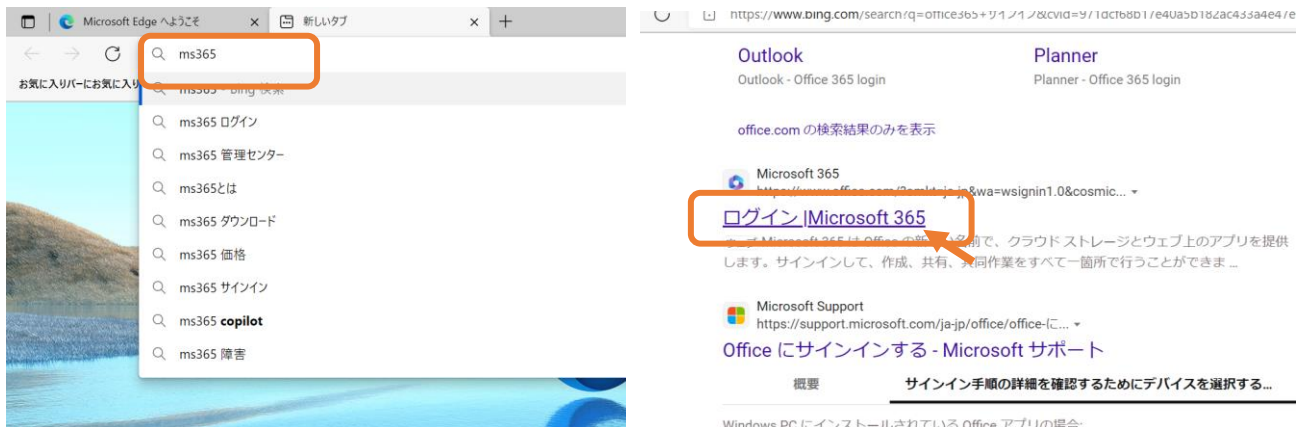 Microsoft Edge へようこそ
新しいタブ
ms365
お気に入りバーにお気に入り
ms365 - Bing 検索
ms365 ログイン
ms365 管理センター
ms365とは
ms365 ダウンロード
ms365 価格
ms365 サインイン
ms365 copilot
ms365 障害
https://www.bing.com/search?q=office365+サインイン&cvid=971dcf68b17e40a5b182ac433a4e47e
Outlook
Outlook - Office 365 login
Planner
Planner - Office 365 login
office.com の検索結果のみを表示
Microsoft 365
ログイン |Microsoft 365
で、クラウド ストレージとウェブ上のアプリを提供
します。サインインして、作成、共有、共同作業をすべて一箇所で行うことができま ...
Microsoft Support
https://support.microsoft.com/ja-jp/office/office-に...
Office にサインインする - Microsoft サポート
概要
サインイン手順の詳細を確認するためにデバイスを選択する...
Windows PC にインストールされている Office アプリの場合: